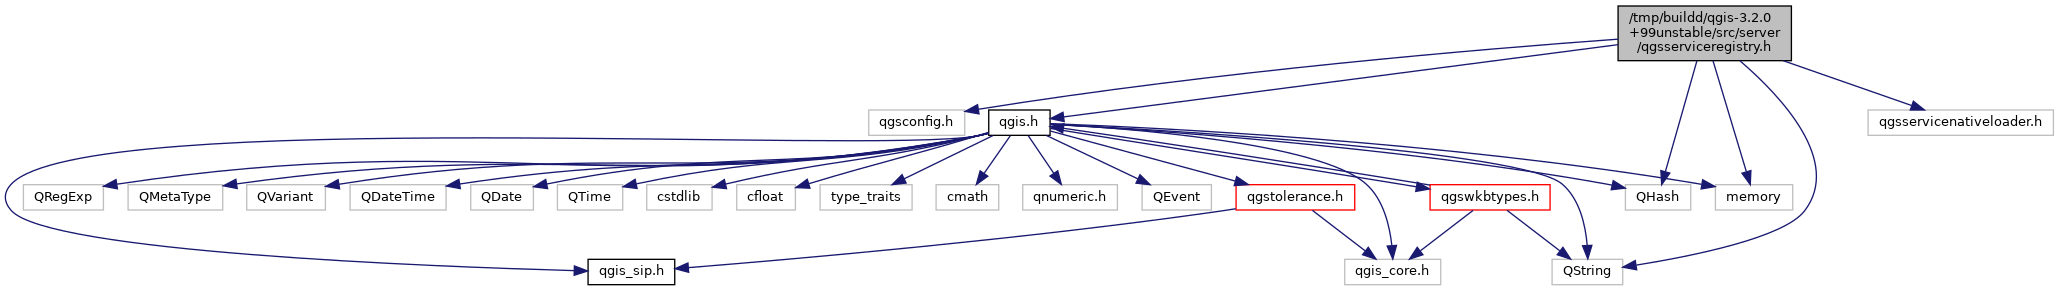 /tmp/buildd/qgis-3.2.0
+99unstable/src/server
/qgsserviceregistry.h
qgsconfig.h
qgis.h
qgsservicenativeloader.h
QRegExp
QMetaType
QVariant
QDateTime
QDate
QTime
cstdlib
cfloat
type_traits
cmath
qnumeric.h
QEvent
qgstolerance.h
qgswkbtypes.h
QHash
memory
qgis_sip.h
qgis_core.h
QString